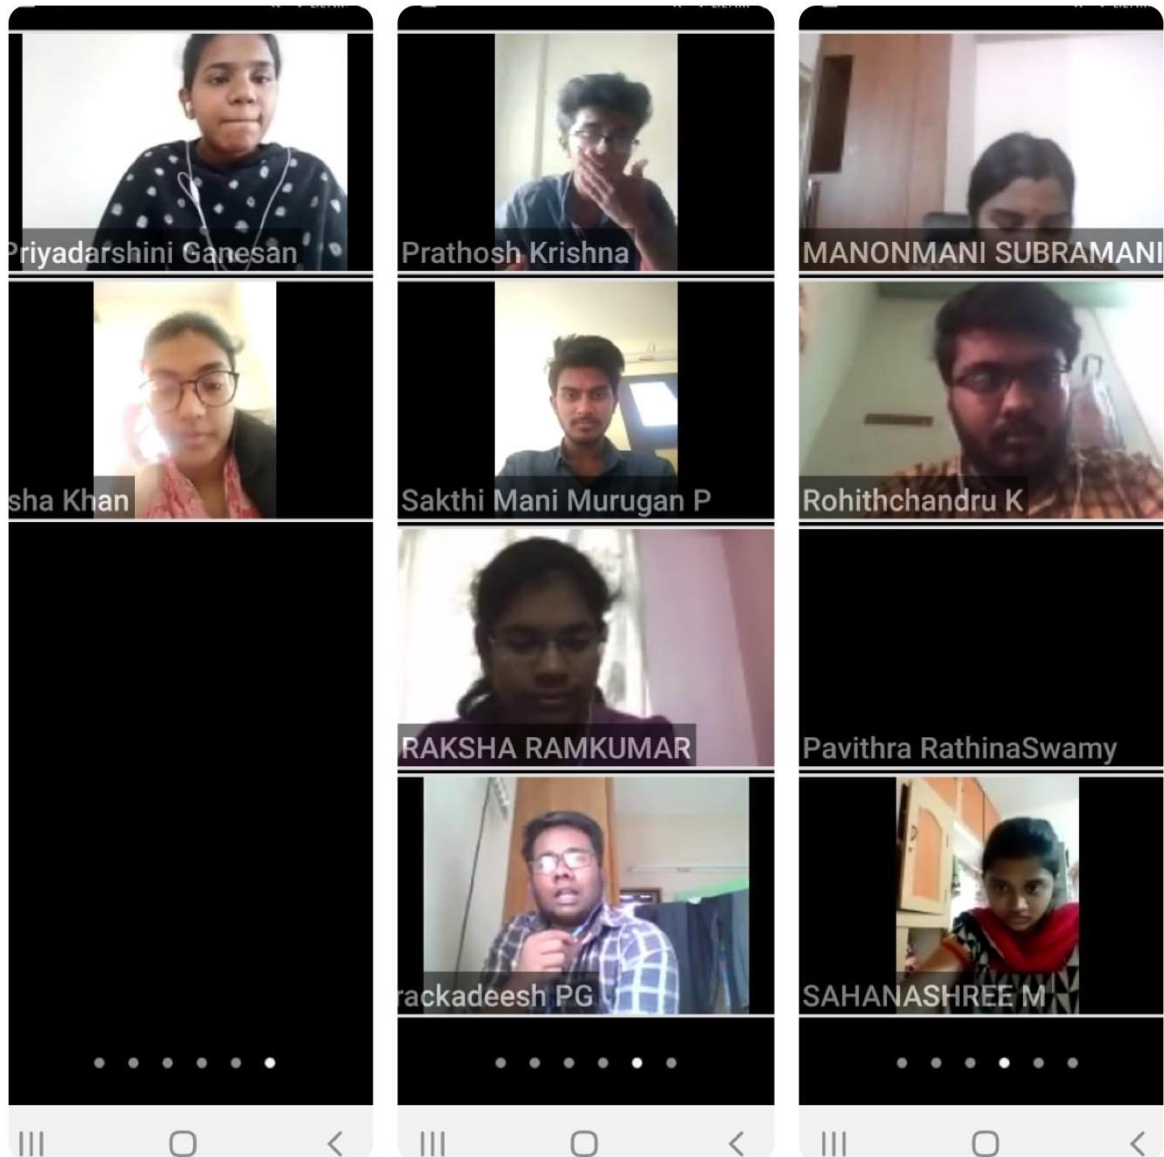 Priyadarshini Ganesan
sha Khan
Prathosh Krishna
Sakthi Mani Murugan P
RAKSHA RAMKUMAR
rackadeesh PG
MANONMANI SUBRAMANI
Rohithchandru K
Pavithra RathinaSwamy
SAHANASHREE M